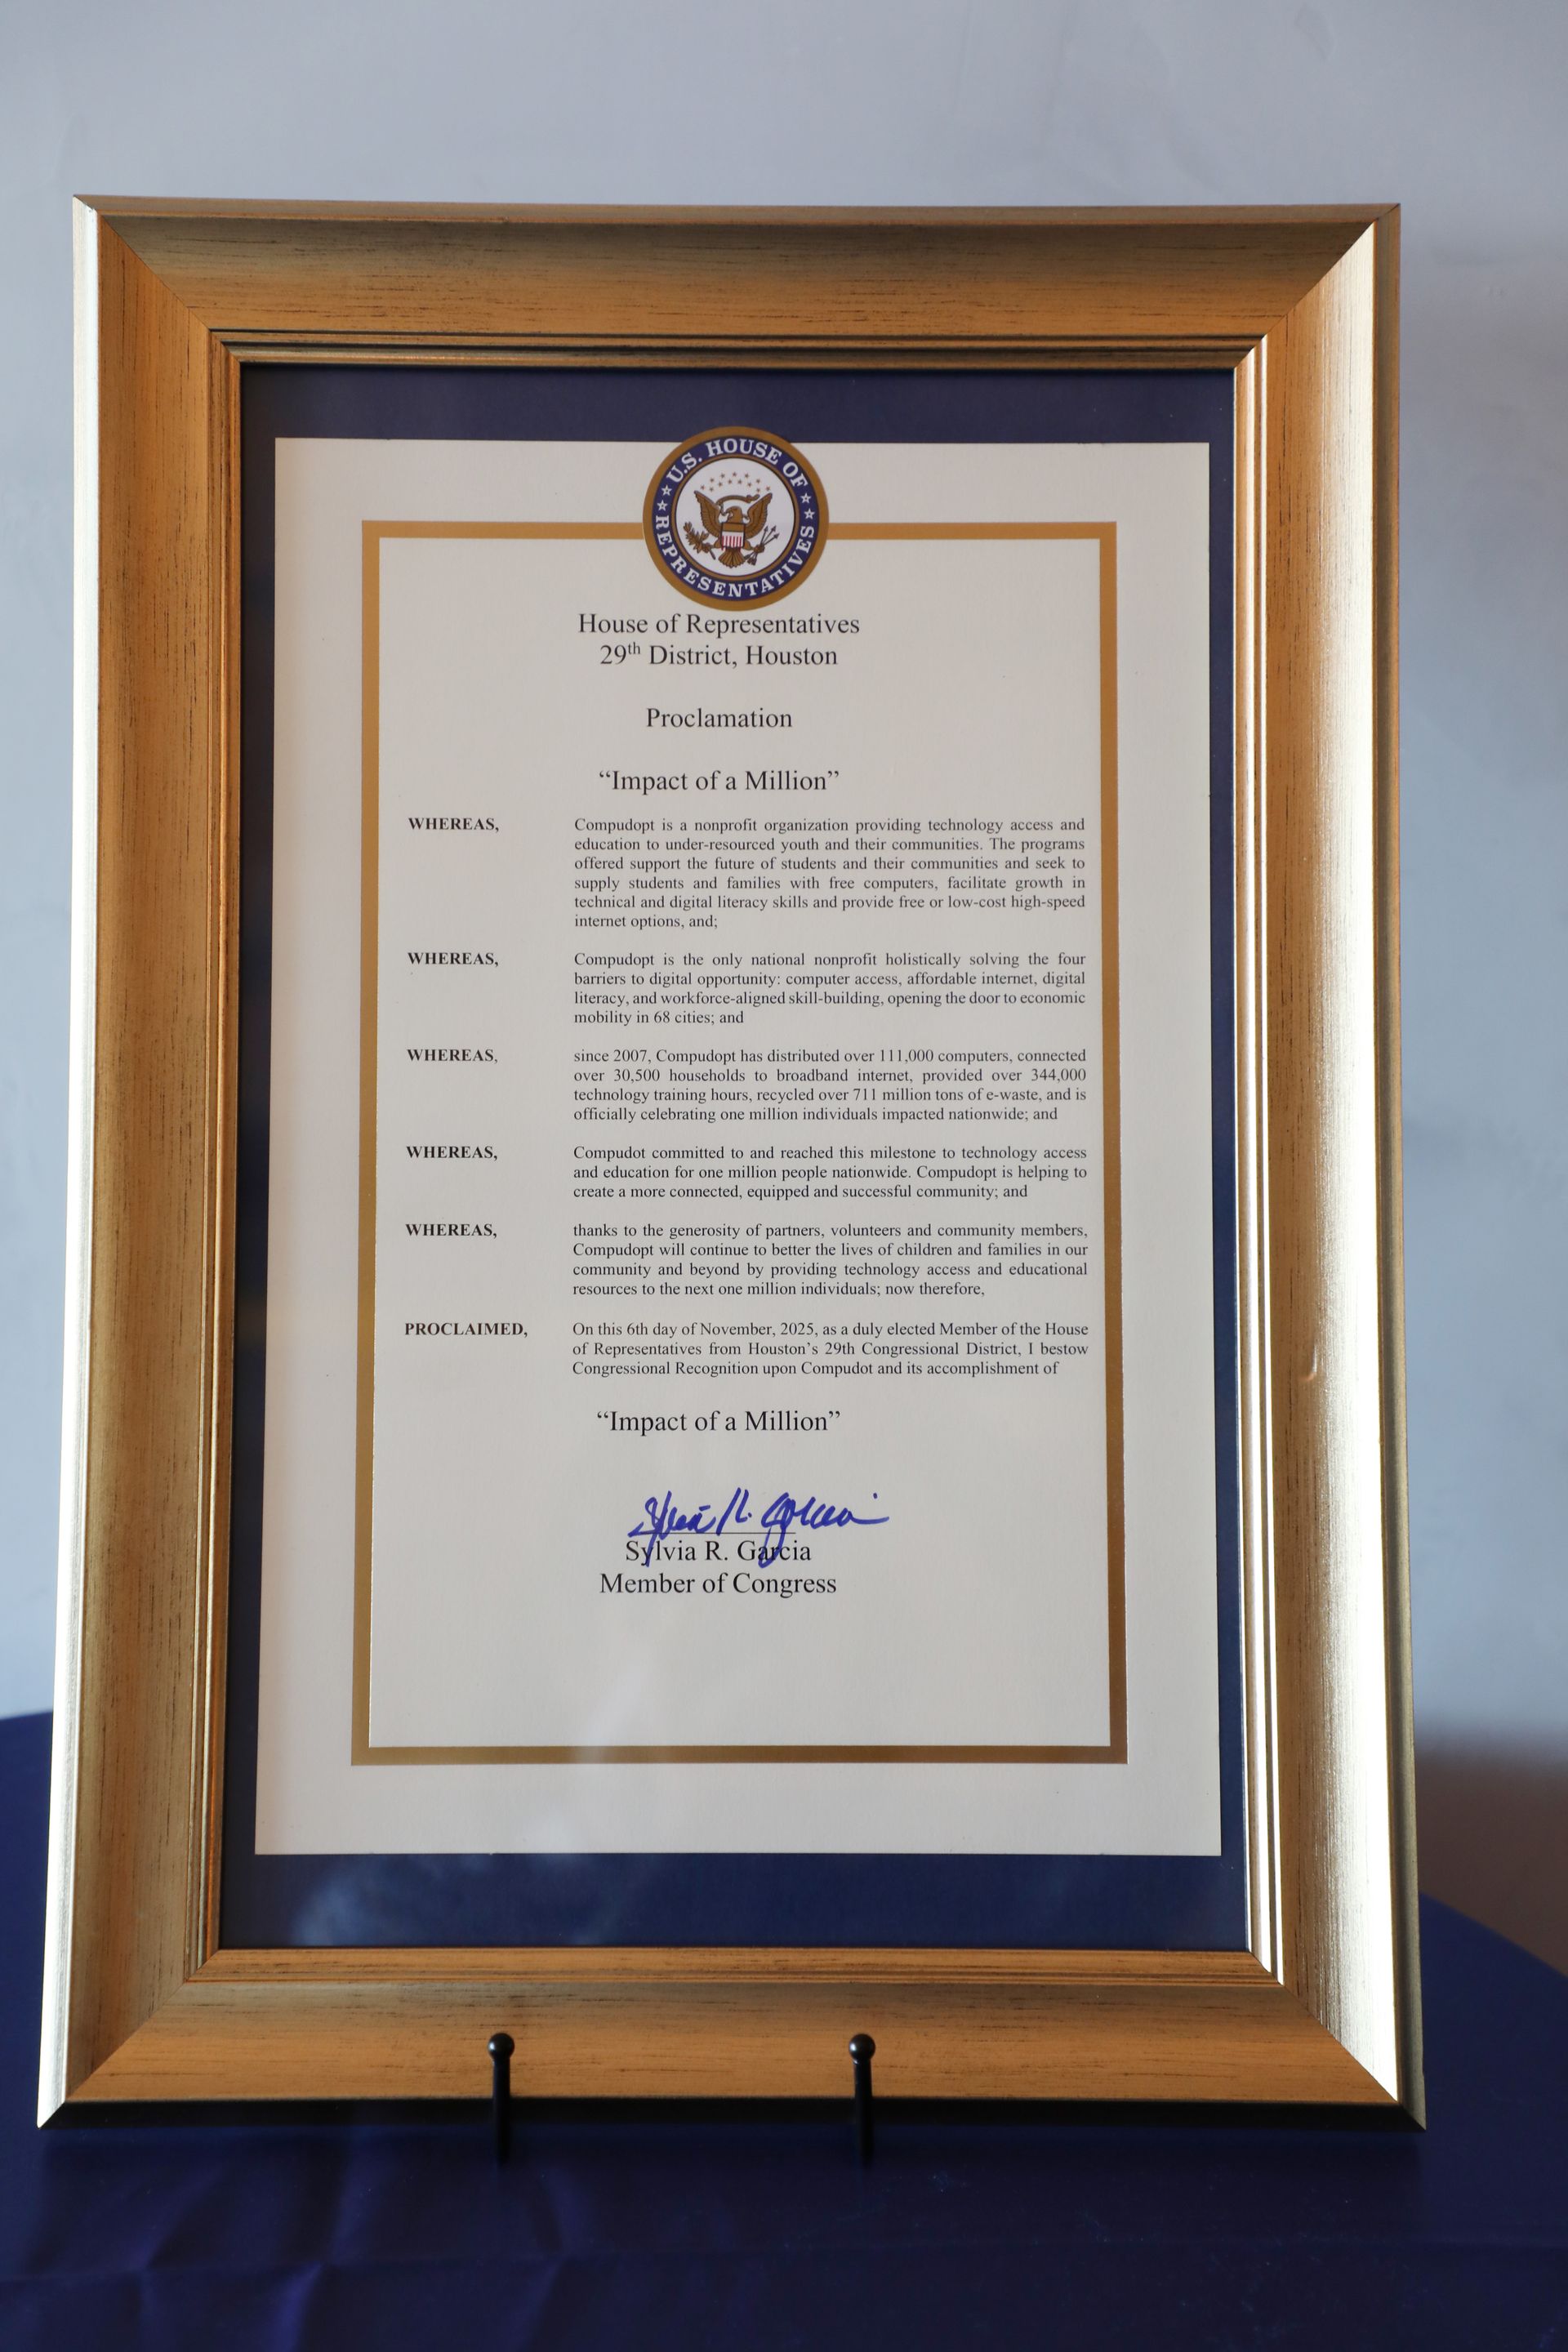 U.S. HOUSE OF
REPRESENTATIVES
House of Representatives
29th District, Houston
Proclamation
“Impact of a Million”
WHEREAS, Compudopt is a nonprofit organization providing technology access and
education to under-resourced youth and their communities. The programs
offered support the future of students and their communities and seek to
supply students and families with free computers, facilitate growth in
technical and digital literacy skills and provide free or low-cost high-speed
internet options, and;
WHEREAS, Compudopt is the only national nonprofit holistically solving the four
barriers to digital opportunity: computer access, affordable internet, digital
literacy, and workforce-aligned skill-building, opening the door to economic
mobility in 68 cities; and
WHEREAS, since 2007, Compudopt has distributed over 111,000 computers, connected
over 30,500 households to broadband internet, provided over 344,000
technology training hours, recycled over 711 million tons of e-waste, and is
officially celebrating one million individuals impacted nationwide; and
WHEREAS, Compudot committed to and reached this milestone to technology access
and education for one million people nationwide. Compudopt is helping to
create a more connected, equipped and successful community; and
WHEREAS, thanks to the generosity of partners, volunteers and community members,
Compudopt will continue to better the lives of children and families in our
community and beyond by providing technology access and educational
resources to the next one million individuals; now therefore,
PROCLAIMED, On this 6th day of November, 2025, as a duly elected Member of the House
of Representatives from Houston’s 29th Congressional District, I bestow
Congressional Recognition upon Compudot and its accomplishment of
“Impact of a Million”
Sylvia R. Garcia
Sylvia R. Garcia
Member of Congress